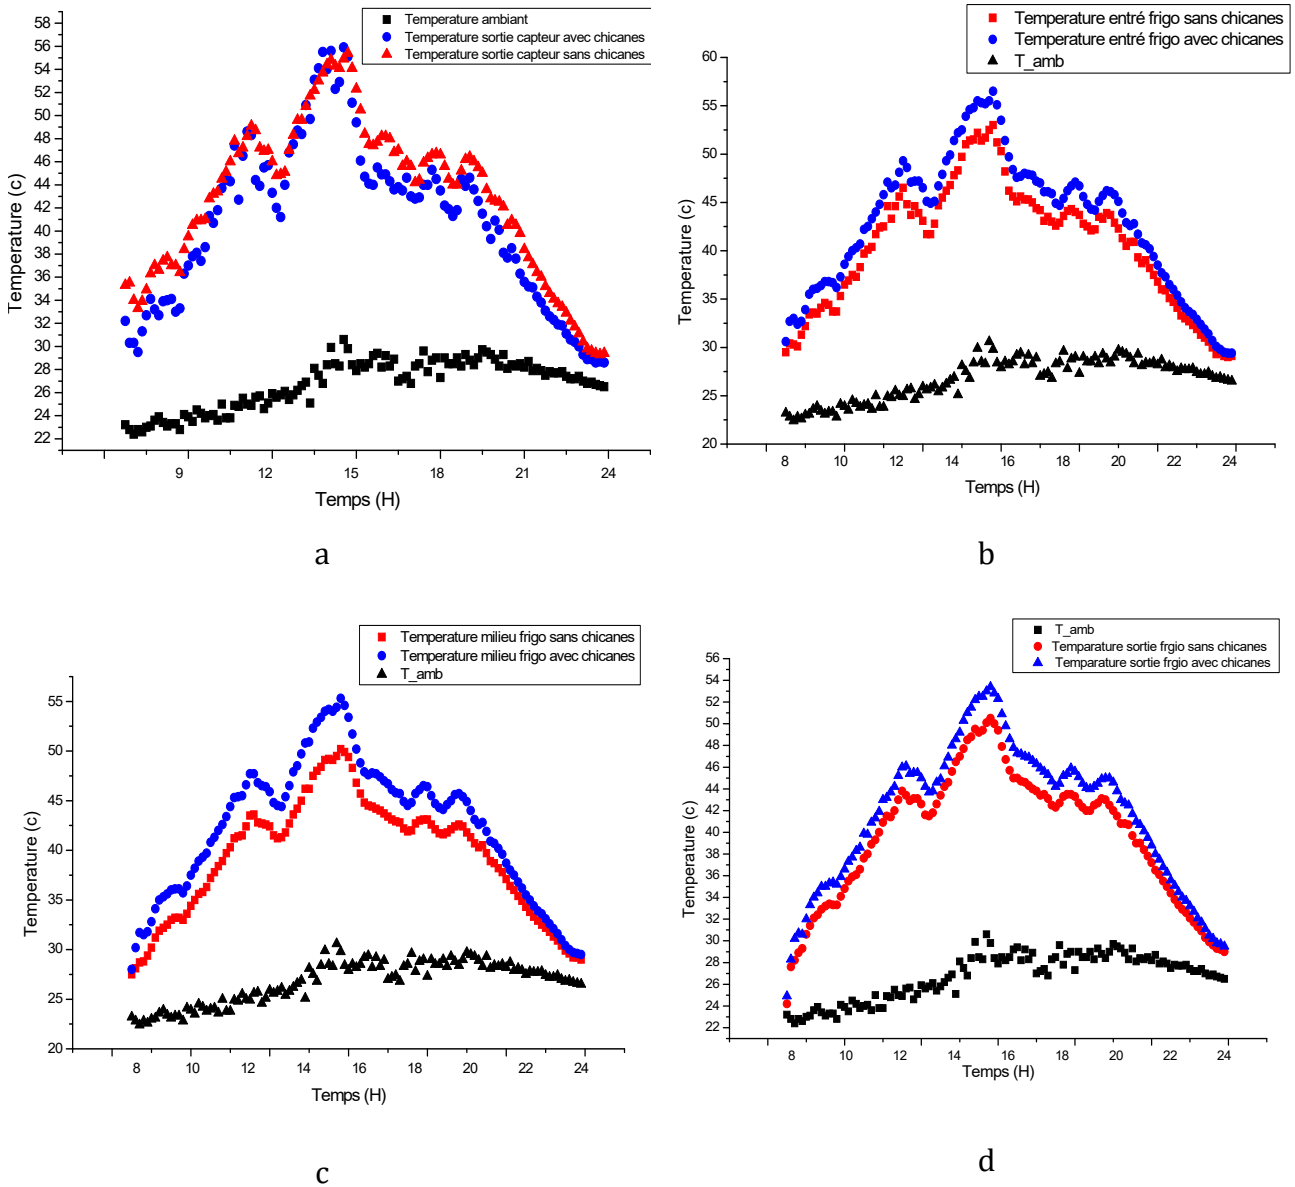 Temperature ambiant
Temperature sortie capteur avec chicanes
Temperature sortie capteur sans chicanes
58
56
54
52
50
48
46
44
42
40
38
36
34
32
30
28
26
24
22
Temperature (c)
9 12 15 18 21 24
Temps (H)
a
Temperature entré frigo sans chicanes
Temperature entré frigo avec chicanes
T_amb
60
55
50
45
40
35
30
25
20
Temperature (c)
8 10 12 14 16 18 20 22 24
Temps (H)
b
Temperature milieu frigo sans chicanes
Temperature milieu frigo avec chicanes
T_amb
55
50
45
40
35
30
25
20
Temperature (c)
8 10 12 14 16 18 20 22 24
Temps (H)
c
T_amb
Temparature sortie frgio sans chicanes
Temparature sortie frgio avec chicanes
56
54
52
50
48
46
44
42
40
38
36
34
32
30
28
26
24
22
Temperature (c)
8 10 12 14 16 18 20 22 24
Temps (H)
d